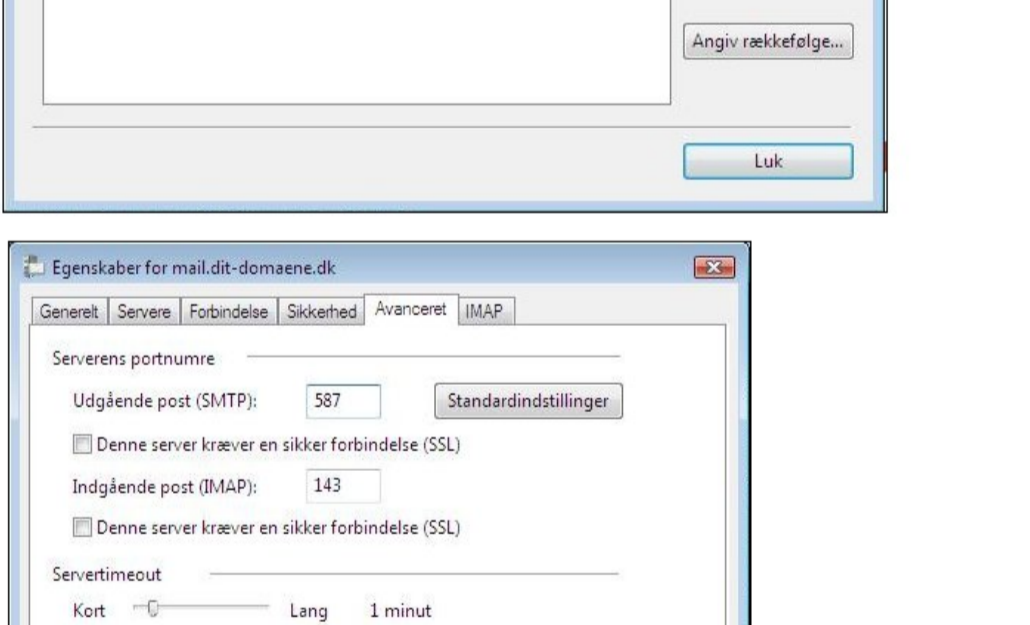 Angiv rækkefølge...
Luk
Egenskaber for mail.dit-domaene.dk
Generelt Servere Forbindelse Sikkerhed Avanceret IMAP
Serverens portnumre
Udgående post (SMTP): 587 Standardindstillinger
Denne server kræver en sikker forbindelse (SSL)
Indgående post (IMAP): 143
Denne server kræver en sikker forbindelse (SSL)
Servertimeout
Kort Lang 1 minut